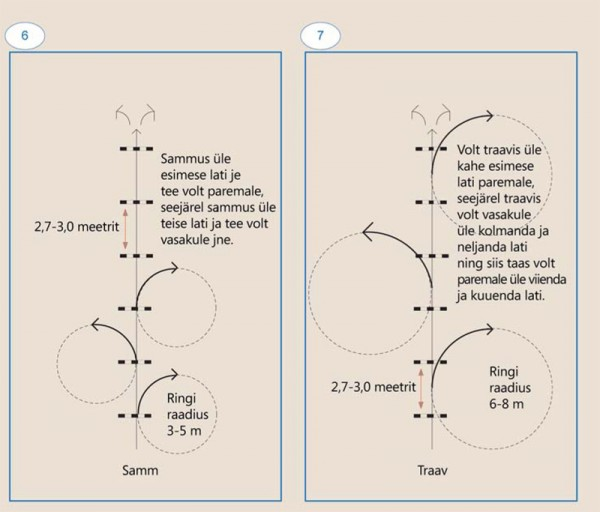 6
Sammus üle
esimese lati ja
tee volt paremale,
seejärel sammus üle
teise lati ja tee volt
vasakule jne.
2,7-3,0 meetrit
Ringi
raadius
3-5 m
Samm
7
Volt traavis üle
kahe esimese
lati paremale,
seejärel traavis
volt vasakule
üle kolmanda ja
neljanda lati
ning siis taas volt
paremale üle viienda
ja kuuenda lati.
2,7-3,0 meetrit
Ringi
raadius
6-8 m
Traav